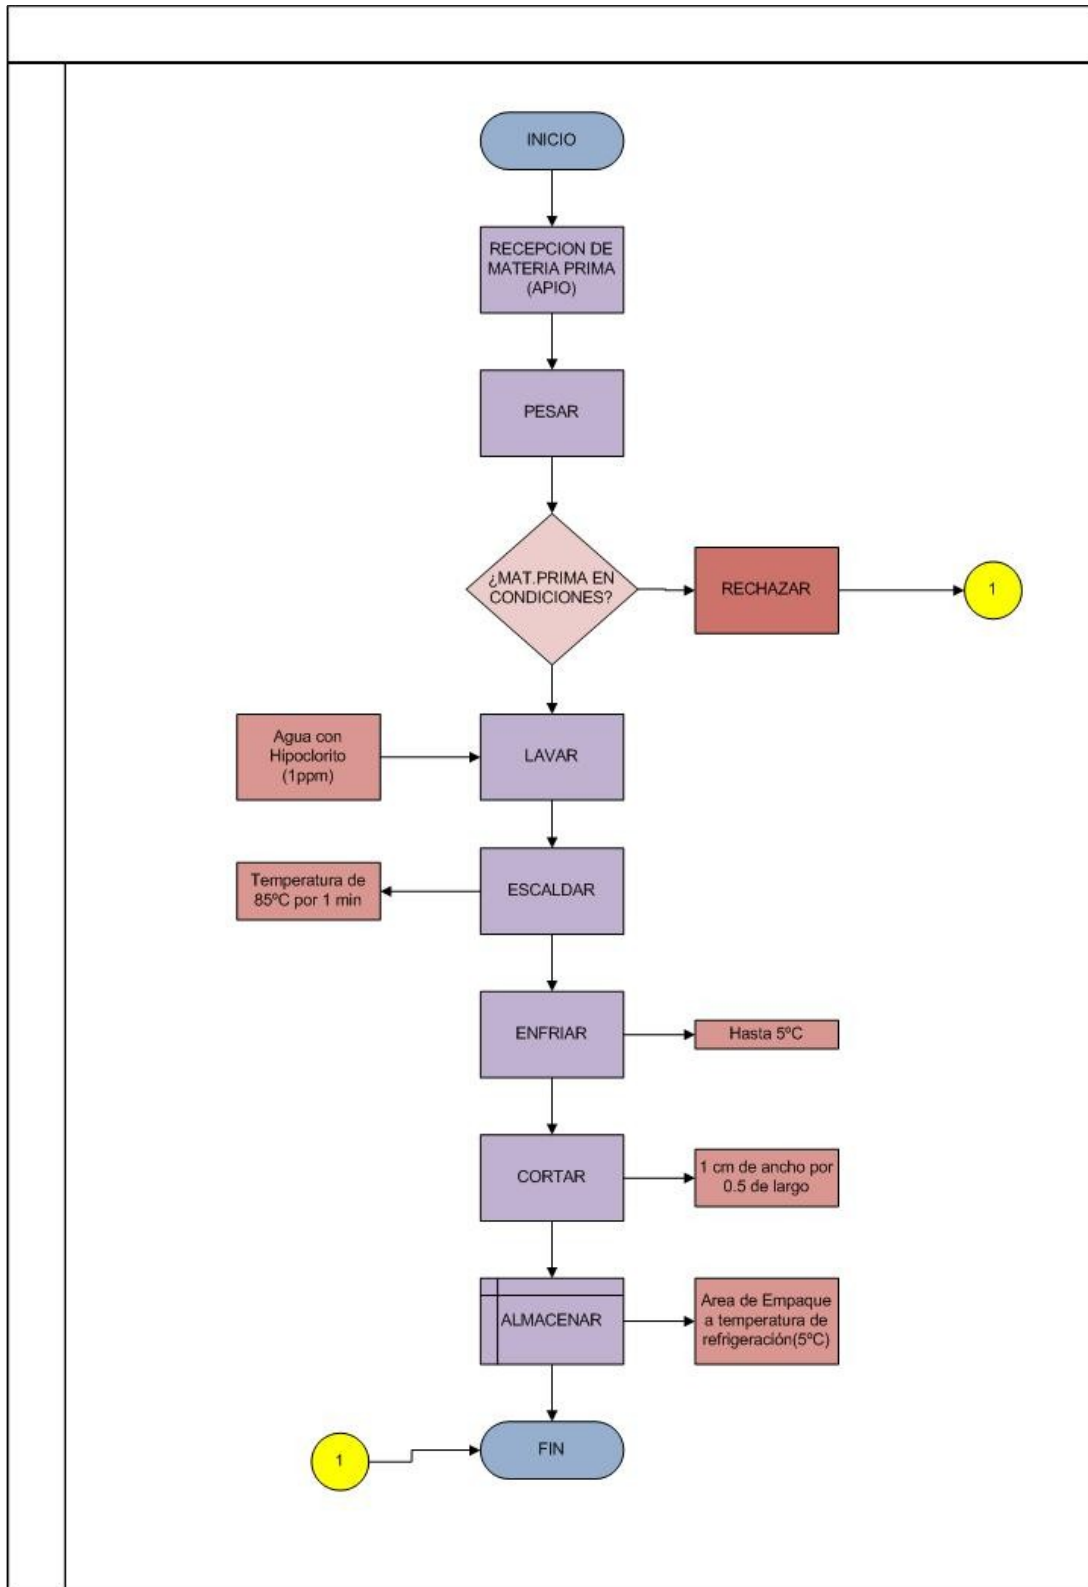 INICIO
RECEPCION DE
MATERIA PRIMA
(APIO)
PESAR
¿MAT.PRIMA EN
CONDICIONES?
RECHAZAR
1
Agua con
Hipoclorito
(1ppm)
LAVAR
Temperatura de
85ºC por 1 min
ESCALDAR
ENFRIAR
Hasta 5ºC
CORTAR
1 cm de ancho por
0.5 de largo
ALMACENAR
Area de Empaque
a temperatura de
refrigeración(5ºC)
1
FIN